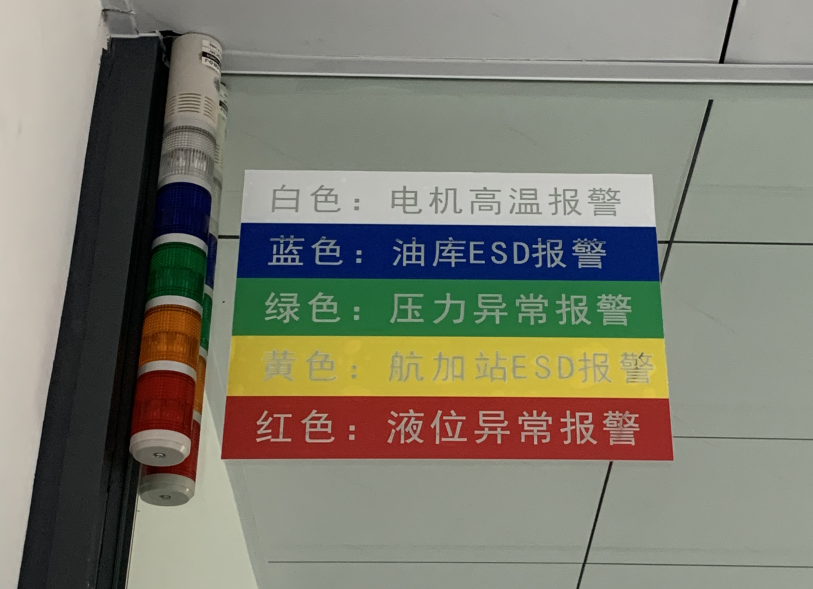 白色：电机高温报警
蓝色：油库ESD报警
绿色：压力异常报警
黄色：航加站ESD报警
红色：液位异常报警